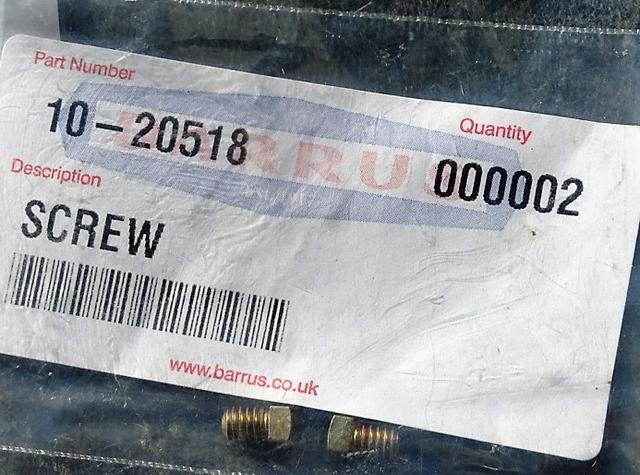 Part Number
10-20518
Quantity
000002
BARRUS
Description
SCREW
www.barrus.co.uk